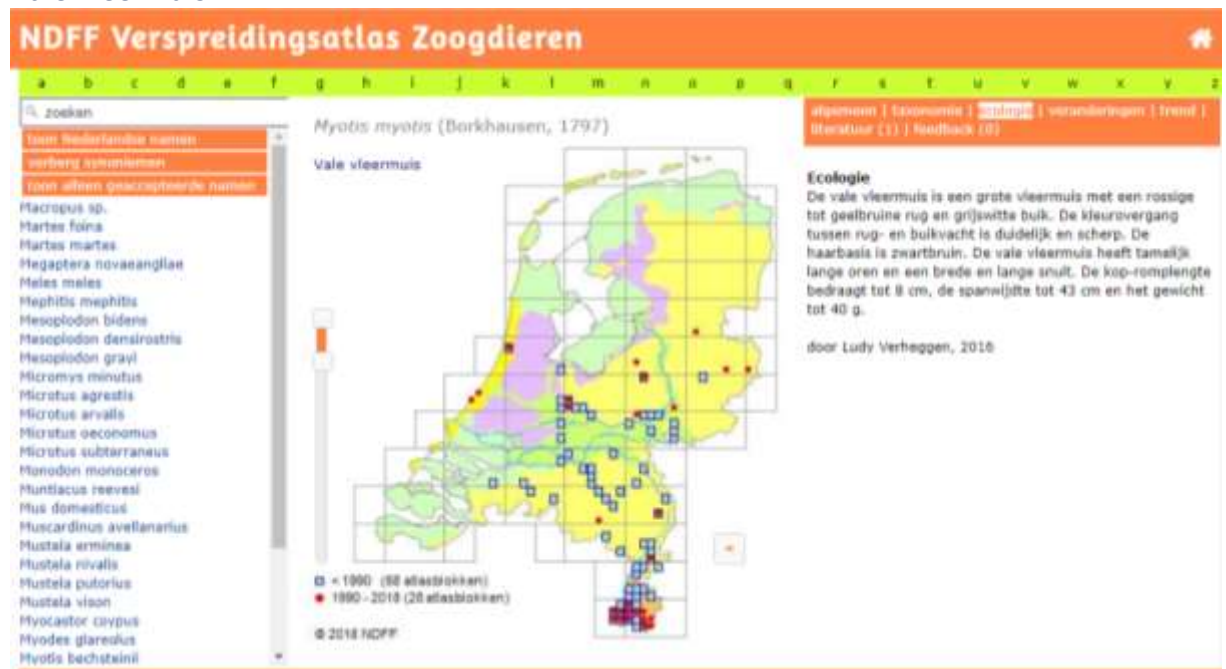 NDFF Verspreidingsatlas Zoogdieren
a b c d e f g h i j k l m n o p q r s t u v w x y z
zoeken
toon Nederlandse namen
verberg synoniemen
toon alleen geaccepteerde namen
Macropus sp.
Martes foina
Martes martes
Megaptera novaeangliae
Meles meles
Mephitis mephitis
Mesoplodon bidens
Mesoplodon densirostris
Mesoplodon grayi
Micromys minutus
Microtus agrestis
Microtus arvalis
Microtus oeconomus
Microtus subterraneus
Monodon monoceros
Muntiacus reevesi
Mus domesticus
Muscardinus avellanarius
Mustela erminea
Mustela nivalis
Mustela putorius
Mustela vison
Myocastor coypus
Myodes glareolus
Myotis bechsteinii
Myotis myotis (Borkhausen, 1797)
Vale vleermuis
< 1990 (68 atlasblokken)
1990 - 2018 (28 atlasblokken)
© 2018 NDFF
algemeen | taxonomie | ecologie | veranderingen | trend |
literatuur (1) | feedback (0)
Ecologie
De vale vleermuis is een grote vleermuis met een rossige
tot geelbruine rug en grijswitte buik. De kleurovergang
tussen rug- en buikvacht is duidelijk en scherp. De
haarbasis is zwartbruin. De vale vleermuis heeft tamelijk
lange oren en een brede en lange snuit. De kop-romplengte
bedraagt tot 8 cm, de spanwijdte tot 43 cm en het gewicht
tot 40 g.
door Ludy Verheggen, 2016